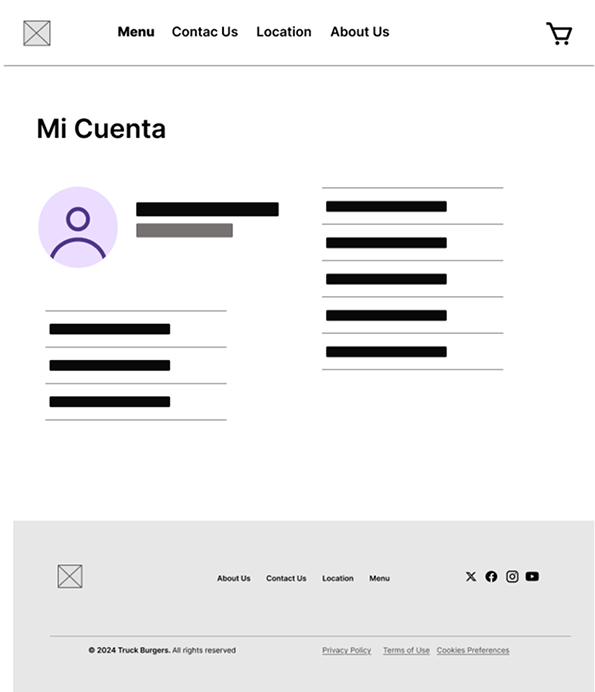 Menu Contac Us Location About Us
Mi Cuenta
About Us Contact Us Location Menu
© 2024 Truck Burgers. All rights reserved Privacy Policy Terms of Use Cookies Preferences